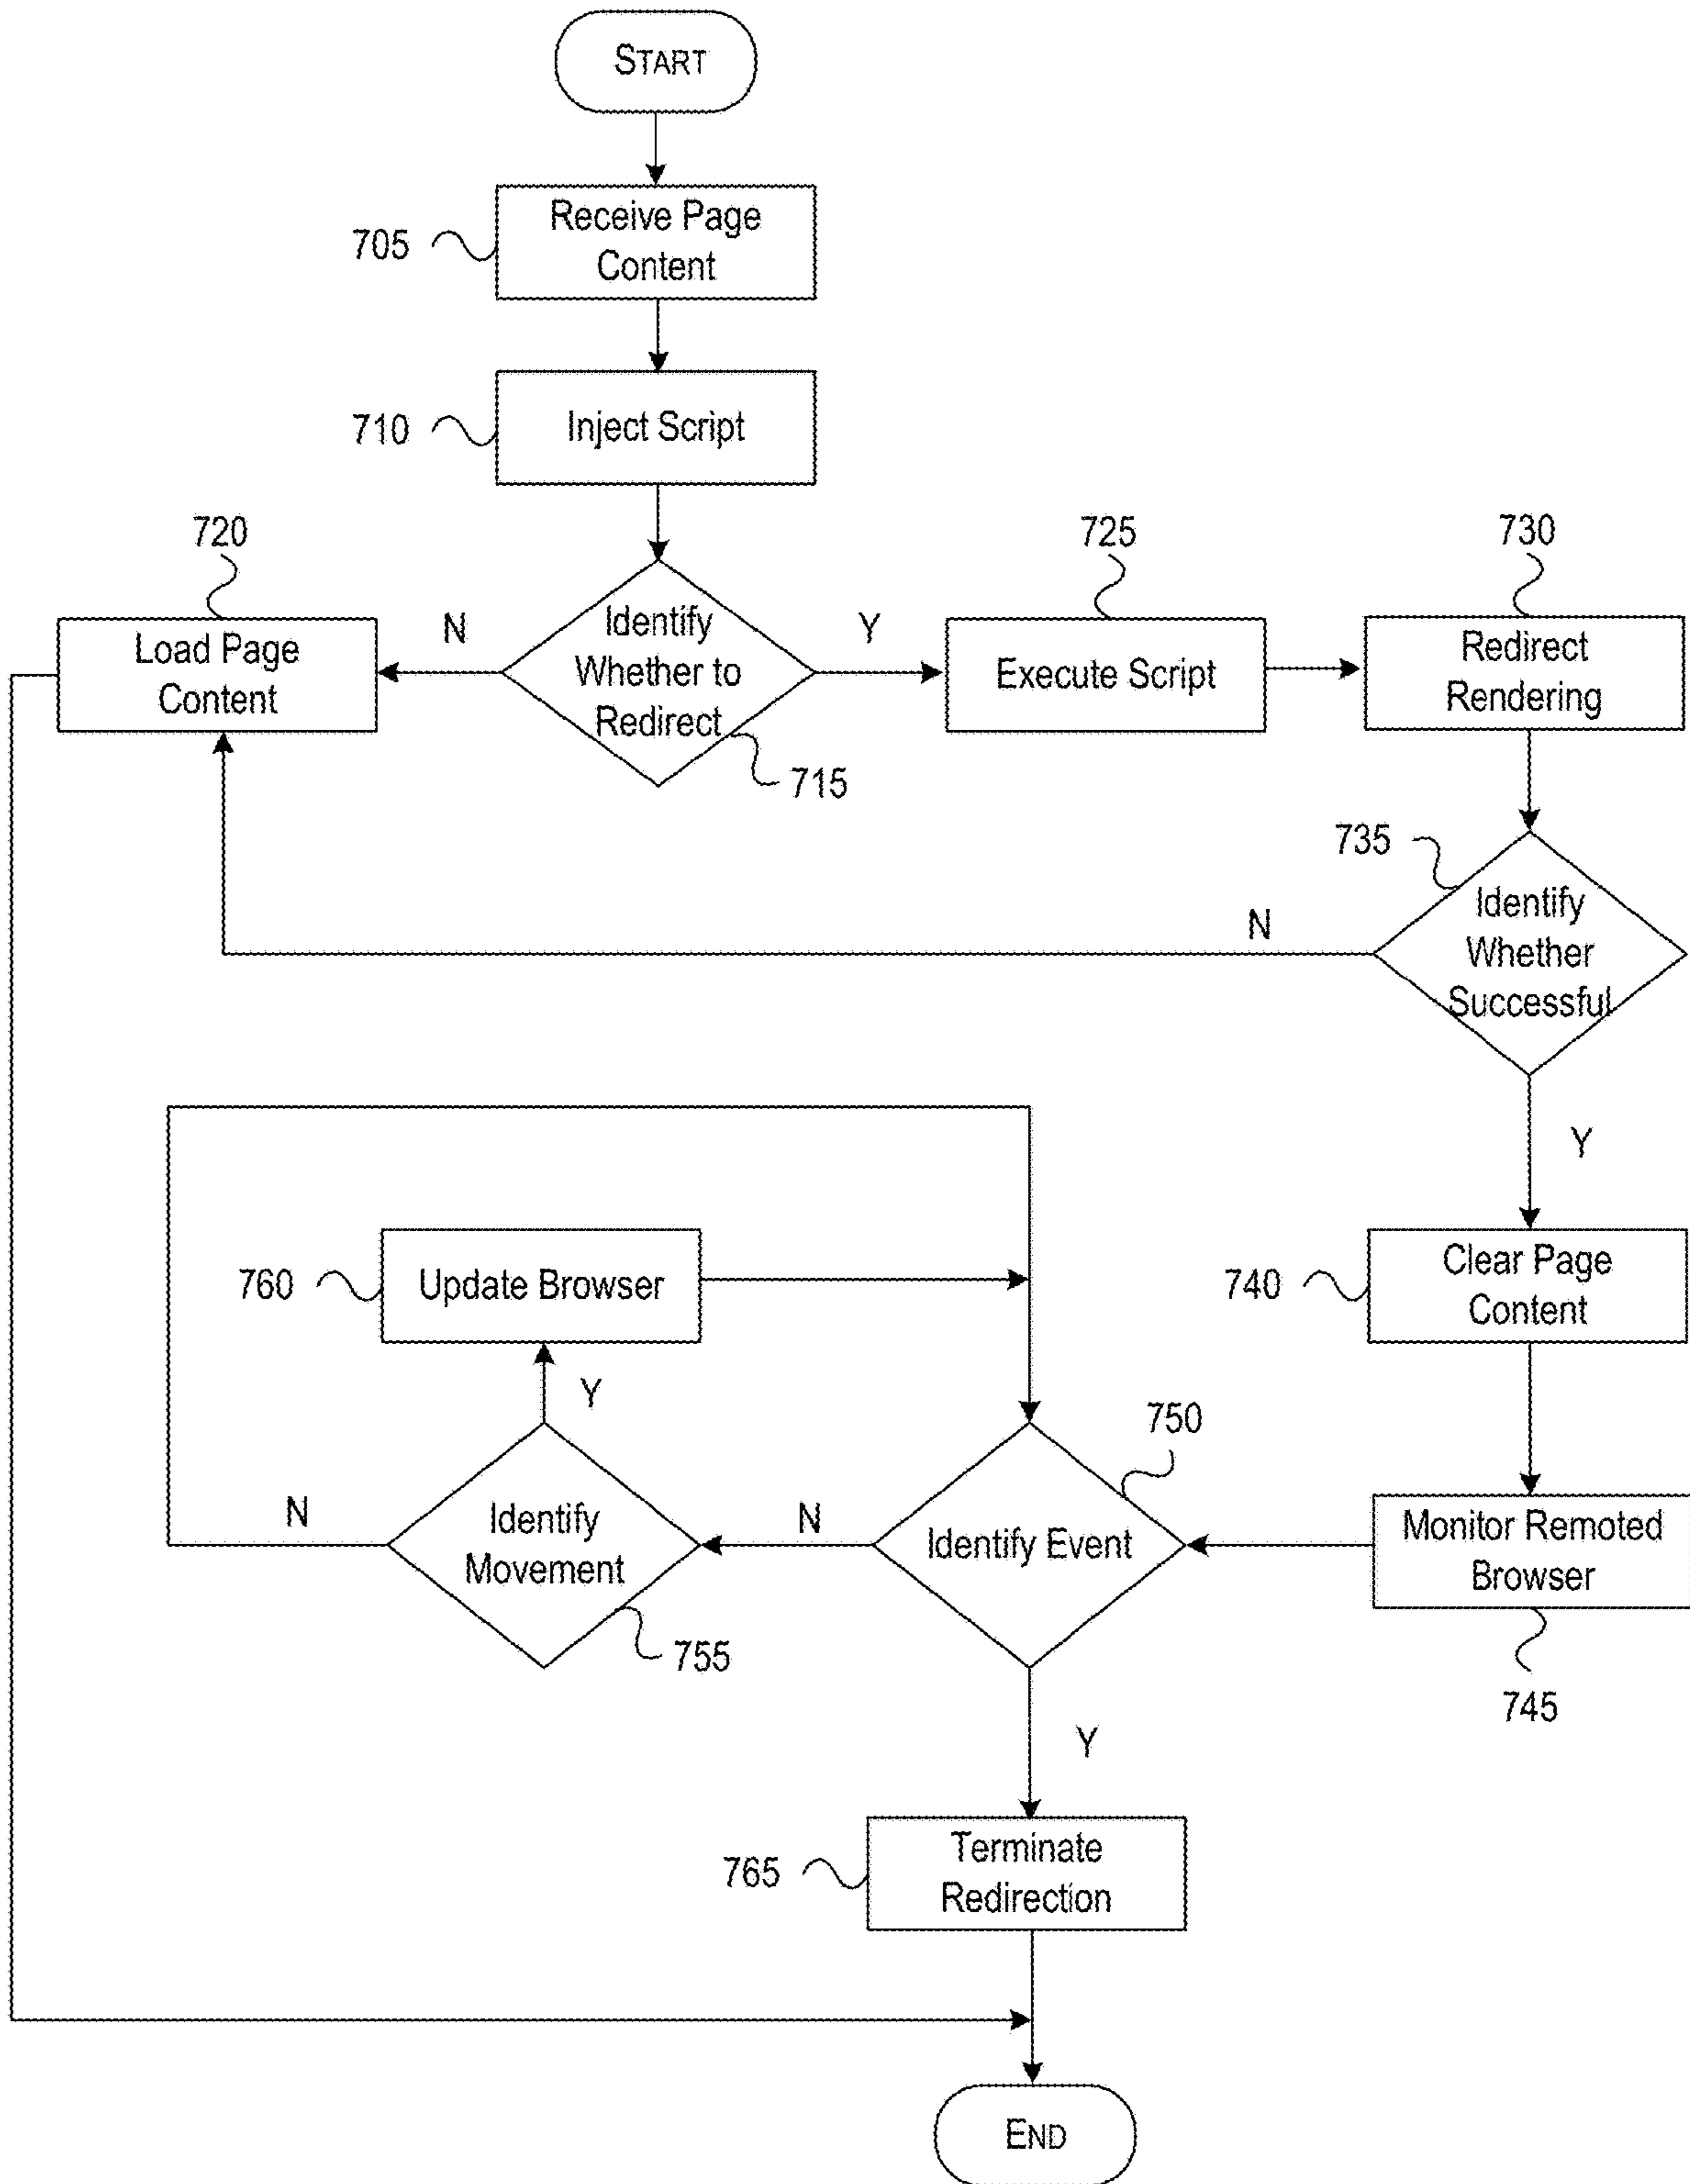 START
Receive Page
Content
705
Inject Script
710
720
725
730
Load Page
Content
N
Identify
Whether to
Redirect
Y
Execute Script
Redirect
Rendering
715
735
Identify
Whether
Successful
N
Y
760
Update Browser
740
Clear Page
Content
Y
750
N
Identify
Movement
N
Identify Event
Monitor Remoted
Browser
755
745
Y
765
Terminate
Redirection
END